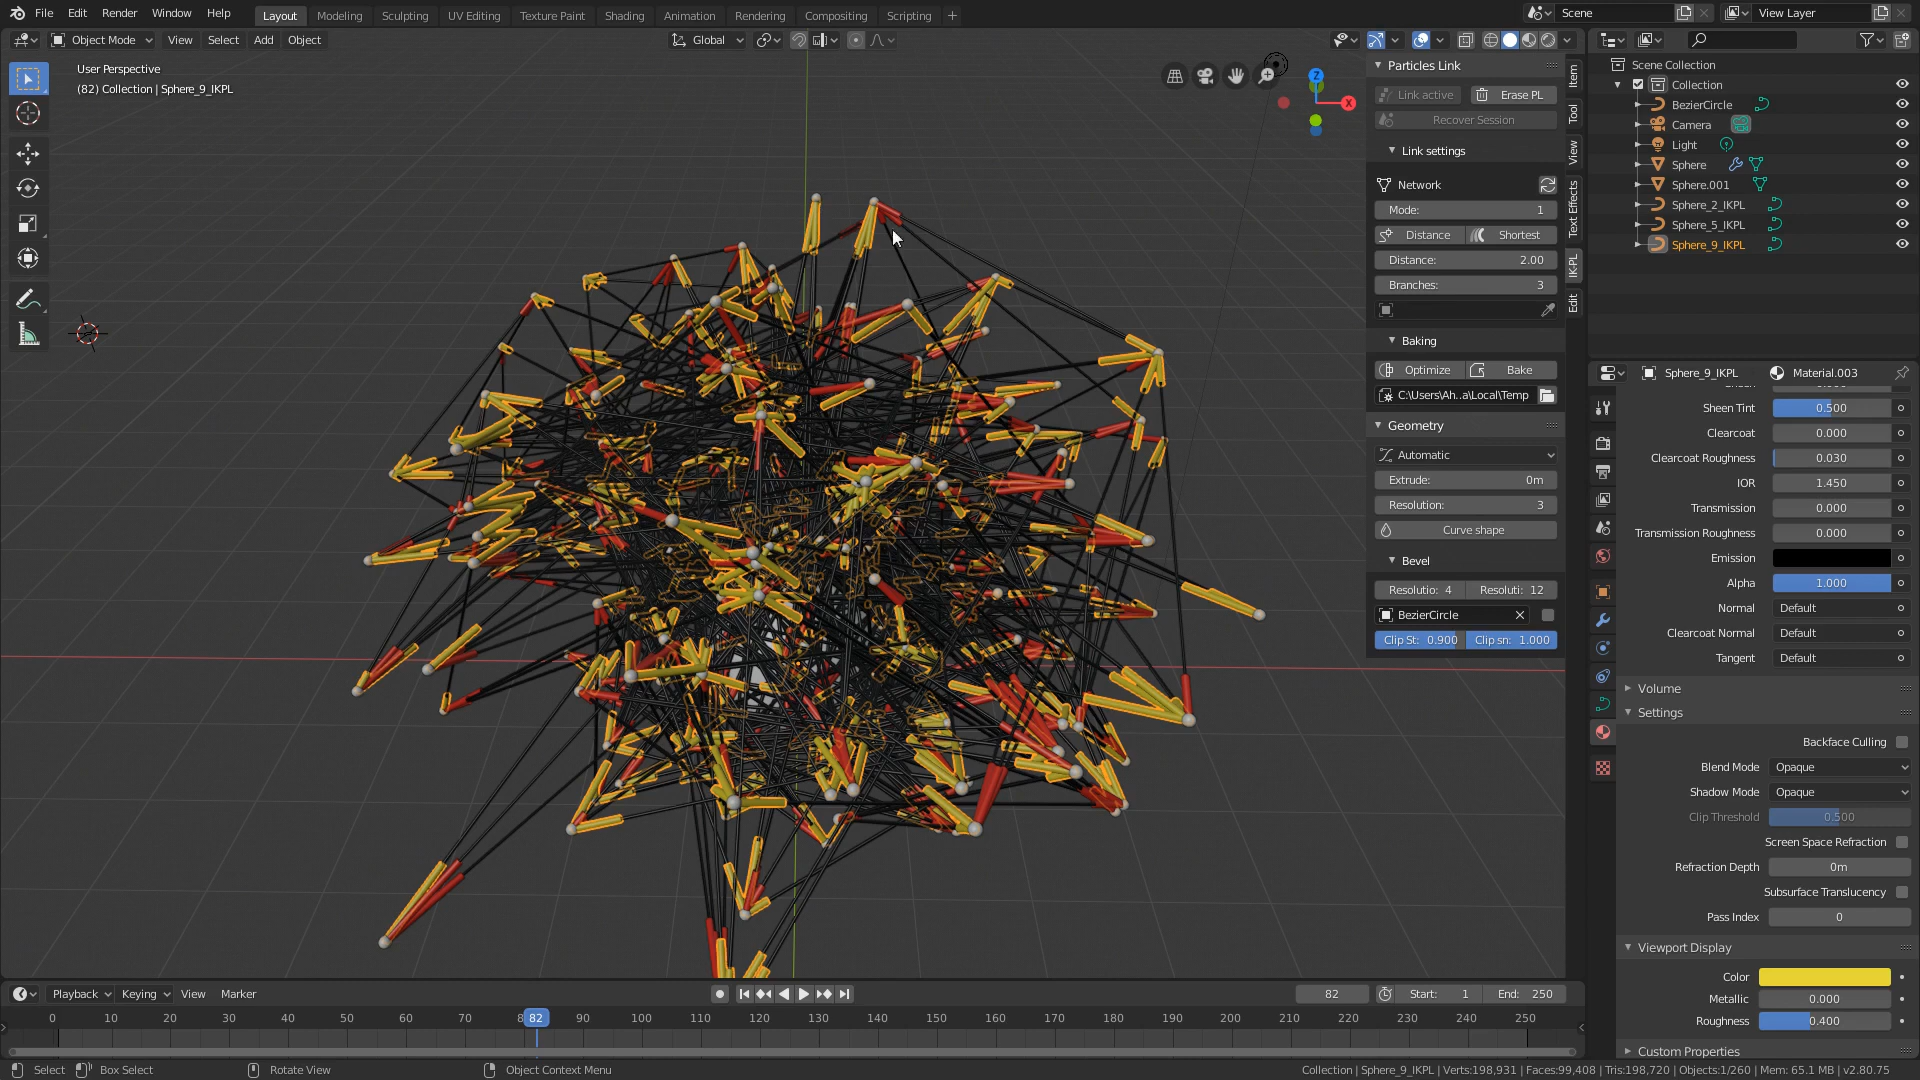 File Edit Render Window Help
Layout Modeling Sculpting UV Editing Texture Paint Shading Animation Rendering Compositing Scripting +
Scene
View Layer
Object Mode View Select Add Object
Global
User Perspective
(82) Collection | Sphere_9_IKPL
Z
X
Particles Link
Link active Erase PL
Recover Session
Link settings
Network
Mode: 1
Distance Shortest
Distance: 2.00
Branches: 3
Baking
Optimize Bake
C:\Users\Ah..a\Local\Temp
Geometry
Automatic
Extrude: 0m
Resolution: 3
Curve shape
Bevel
Resolutio: 4 Resoluti: 12
BezierCircle
Clip St: 0.900 Clip sn: 1.000
Item
Tool
View
Text Effects
IK-PL
Edit
Scene Collection
Collection
BezierCircle
Camera
Light
Sphere
Sphere.001
Sphere_2_IKPL
Sphere_5_IKPL
Sphere_9_IKPL
Sphere_9_IKPL Material.003
Sheen Tint 0.500
Clearcoat 0.000
Clearcoat Roughness 0.030
IOR 1.450
Transmission 0.000
Transmission Roughness 0.000
Emission
Alpha 1.000
Normal Default
Clearcoat Normal Default
Tangent Default
Volume
Settings
Backface Culling
Blend Mode Opaque
Shadow Mode Opaque
Clip Threshold 0.500
Screen Space Refraction
Refraction Depth 0m
Subsurface Translucency
Pass Index 0
Viewport Display
Color
Metallic 0.000
Roughness 0.400
Custom Properties
Playback Keying View Marker
82 Start: 1 End: 250
0 10 20 30 40 50 60 70 8 82 90 100 110 120 130 140 150 160 170 180 190 200 210 220 230 240 250
Select Box Select Rotate View Object Context Menu
Collection | Sphere_9_IKPL | Verts:198,931 | Faces:99,408 | Tris:198,720 | Objects:1/260 | Mem: 65.1 MB | v2.80.75